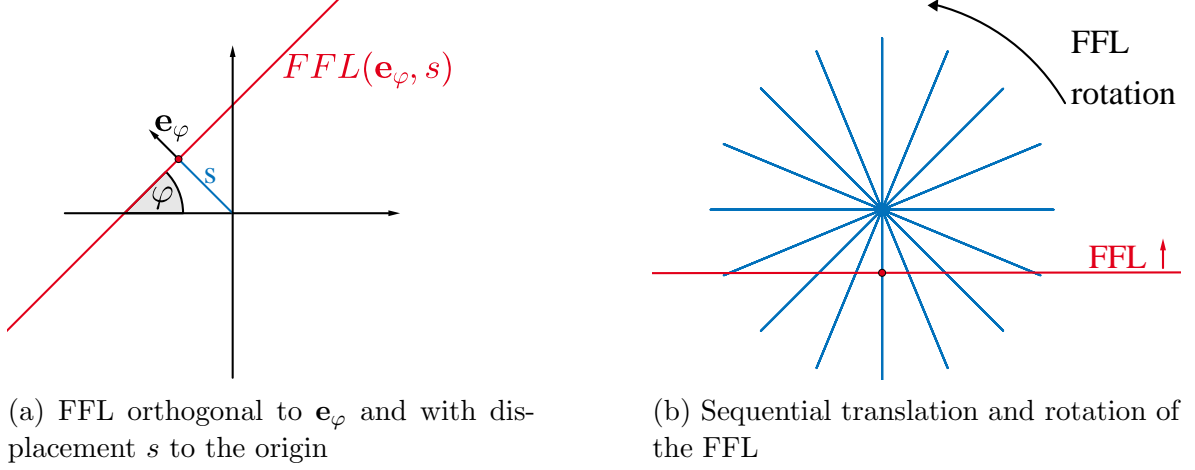 FFL(𝐞_φ, s)
𝐞_φ
s
φ
(a) FFL orthogonal to 𝐞_φ and with dis-
placement s to the origin
FFL
rotation
FFL
(b) Sequential translation and rotation of
the FFL